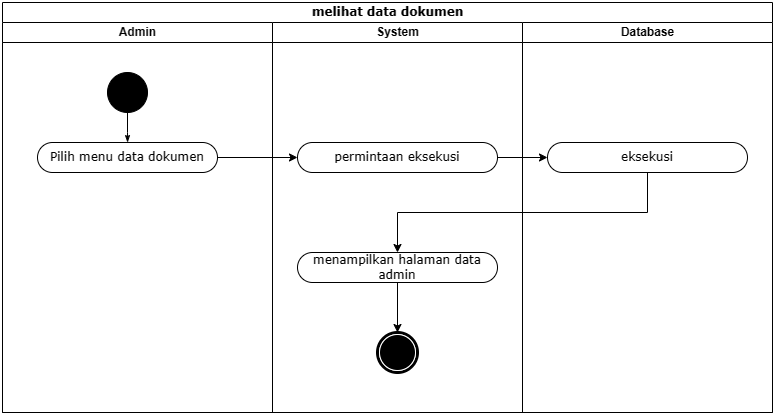 melihat data dokumen
Admin
System
Database
Pilih menu data dokumen
permintaan eksekusi
eksekusi
menampilkan halaman data
admin